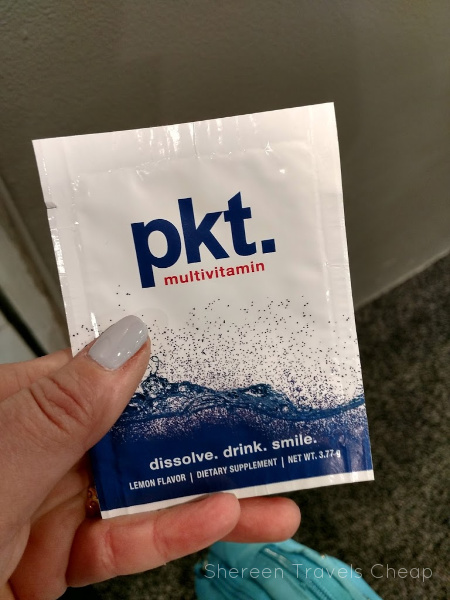 pkt.
multivitamin
dissolve. drink. smile.
LEMON FLAVOR | DIETARY SUPPLEMENT | NET WT. 3.77 g
Shereen Travels Cheap